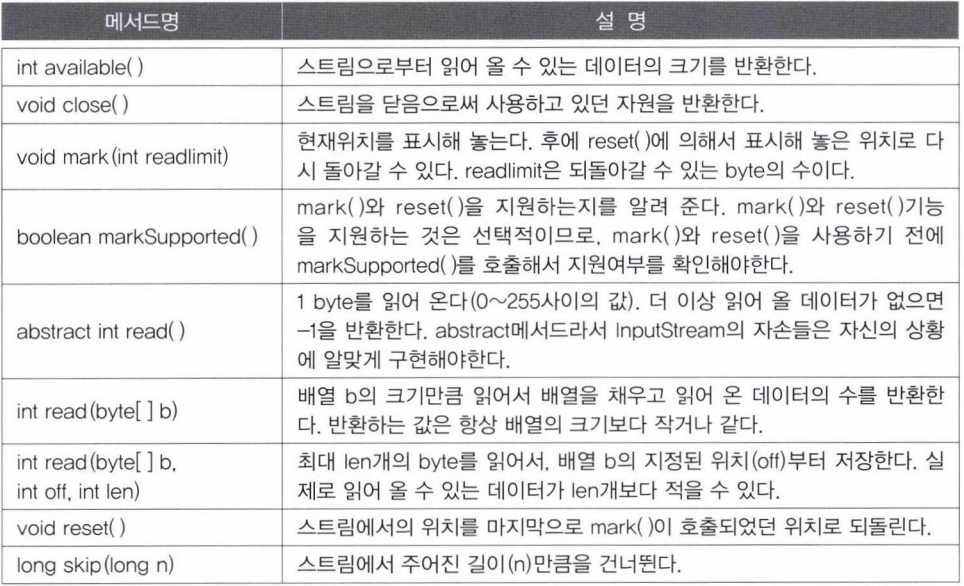 메서드명 설 명
int available( ) 스트림으로부터 읽어 올 수 있는 데이터의 크기를 반환한다.
void close( ) 스트림을 닫음으로써 사용하고 있던 자원을 반환한다.
void mark(int readlimit) 현재위치를 표시해 놓는다. 후에 reset( )에 의해서 표시해 놓은 위치로 다
시 돌아갈 수 있다. readlimit은 되돌아갈 수 있는 byte의 수이다.
boolean markSupported( ) mark( )와 reset( )을 지원하는지를 알려 준다. mark( )와 reset( )기능
을 지원하는 것은 선택적이므로, mark( )와 reset( )을 사용하기 전에
markSupported( )를 호출해서 지원여부를 확인해야한다.
abstract int read( ) 1 byte를 읽어 온다(0~255사이의 값). 더 이상 읽어 올 데이터가 없으면
-1을 반환한다. abstract메서드라서 InputStream의 자손들은 자신의 상황
에 알맞게 구현해야한다.
int read(byte[ ] b) 배열 b의 크기만큼 읽어서 배열을 채우고 읽어 온 데이터의 수를 반환한
다. 반환하는 값은 항상 배열의 크기보다 작거나 같다.
int read(byte[ ] b, 최대 len개의 byte를 읽어서, 배열 b의 지정된 위치(off)부터 저장한다. 실
int off, int len) 제로 읽어 올 수 있는 데이터가 len개보다 적을 수 있다.
void reset( ) 스트림에서의 위치를 마지막으로 mark( )이 호출되었던 위치로 되돌린다.
long skip(long n) 스트림에서 주어진 길이(n)만큼을 건너뛴다.